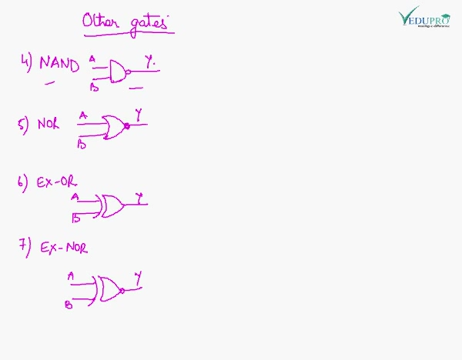 Other gates
VEDUPRO
4) NAND A B Y.
5) NOR A B Y
6) EX-OR
A B Y
7) EX-NOR
A B Y